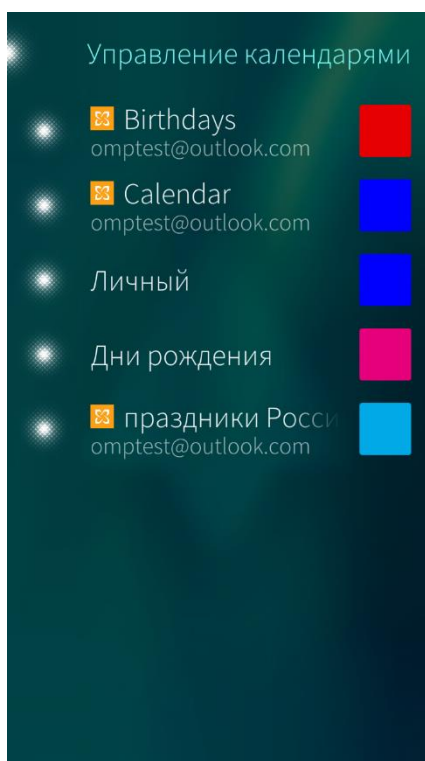 Управление календарями
Birthdays
omptest@outlook.com
Calendar
omptest@outlook.com
Личный
Дни рождения
праздники Росси
omptest@outlook.com